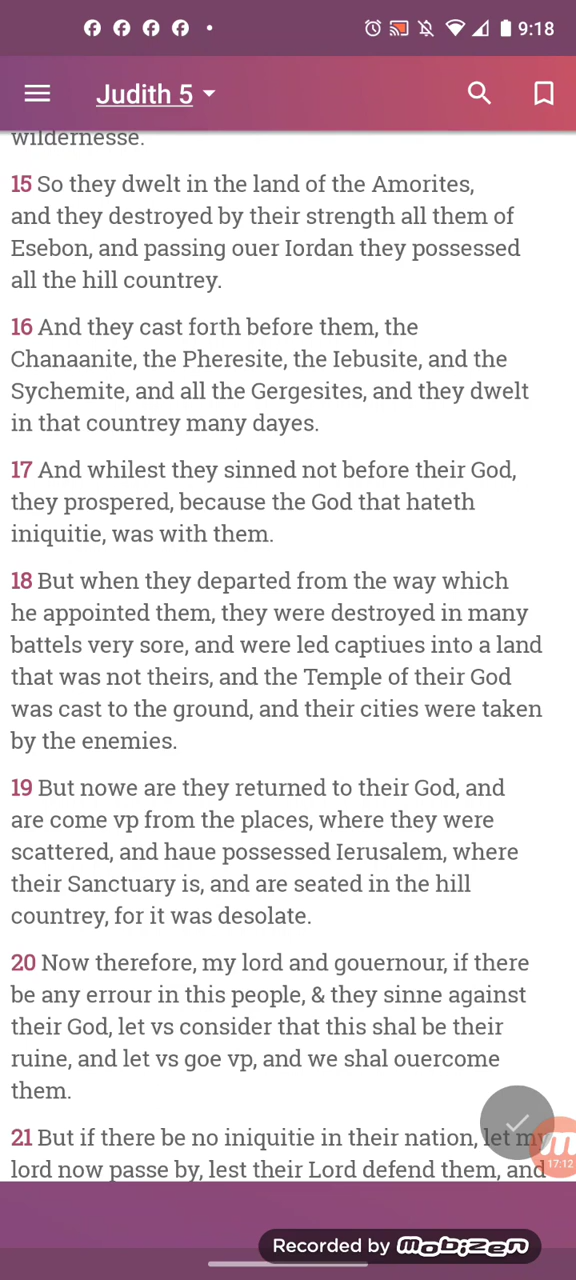 9:18
Judith 5
wildernesse.
15 So they dwelt in the land of the Amorites,
and they destroyed by their strength all them of
Esebon, and passing ouer Iordan they possessed
all the hill countrey.
16 And they cast forth before them, the
Chanaanite, the Pheresite, the Iebusite, and the
Sychemite, and all the Gergesites, and they dwelt
in that countrey many dayes.
17 And whilest they sinned not before their God,
they prospered, because the God that hateth
iniquitie, was with them.
18 But when they departed from the way which
he appointed them, they were destroyed in many
battels very sore, and were led captiues into a land
that was not theirs, and the Temple of their God
was cast to the ground, and their cities were taken
by the enemies.
19 But nowe are they returned to their God, and
are come vp from the places, where they were
scattered, and haue possessed Ierusalem, where
their Sanctuary is, and are seated in the hill
countrey, for it was desolate.
20 Now therefore, my lord and gouernour, if there
be any errour in this people, & they sinne against
their God, let vs consider that this shal be their
ruine, and let vs goe vp, and we shal ouercome
them.
21 But if there be no iniquitie in their nation, let my
lord now passe by, lest their Lord defend them, and
17:12
Recorded by mobizen